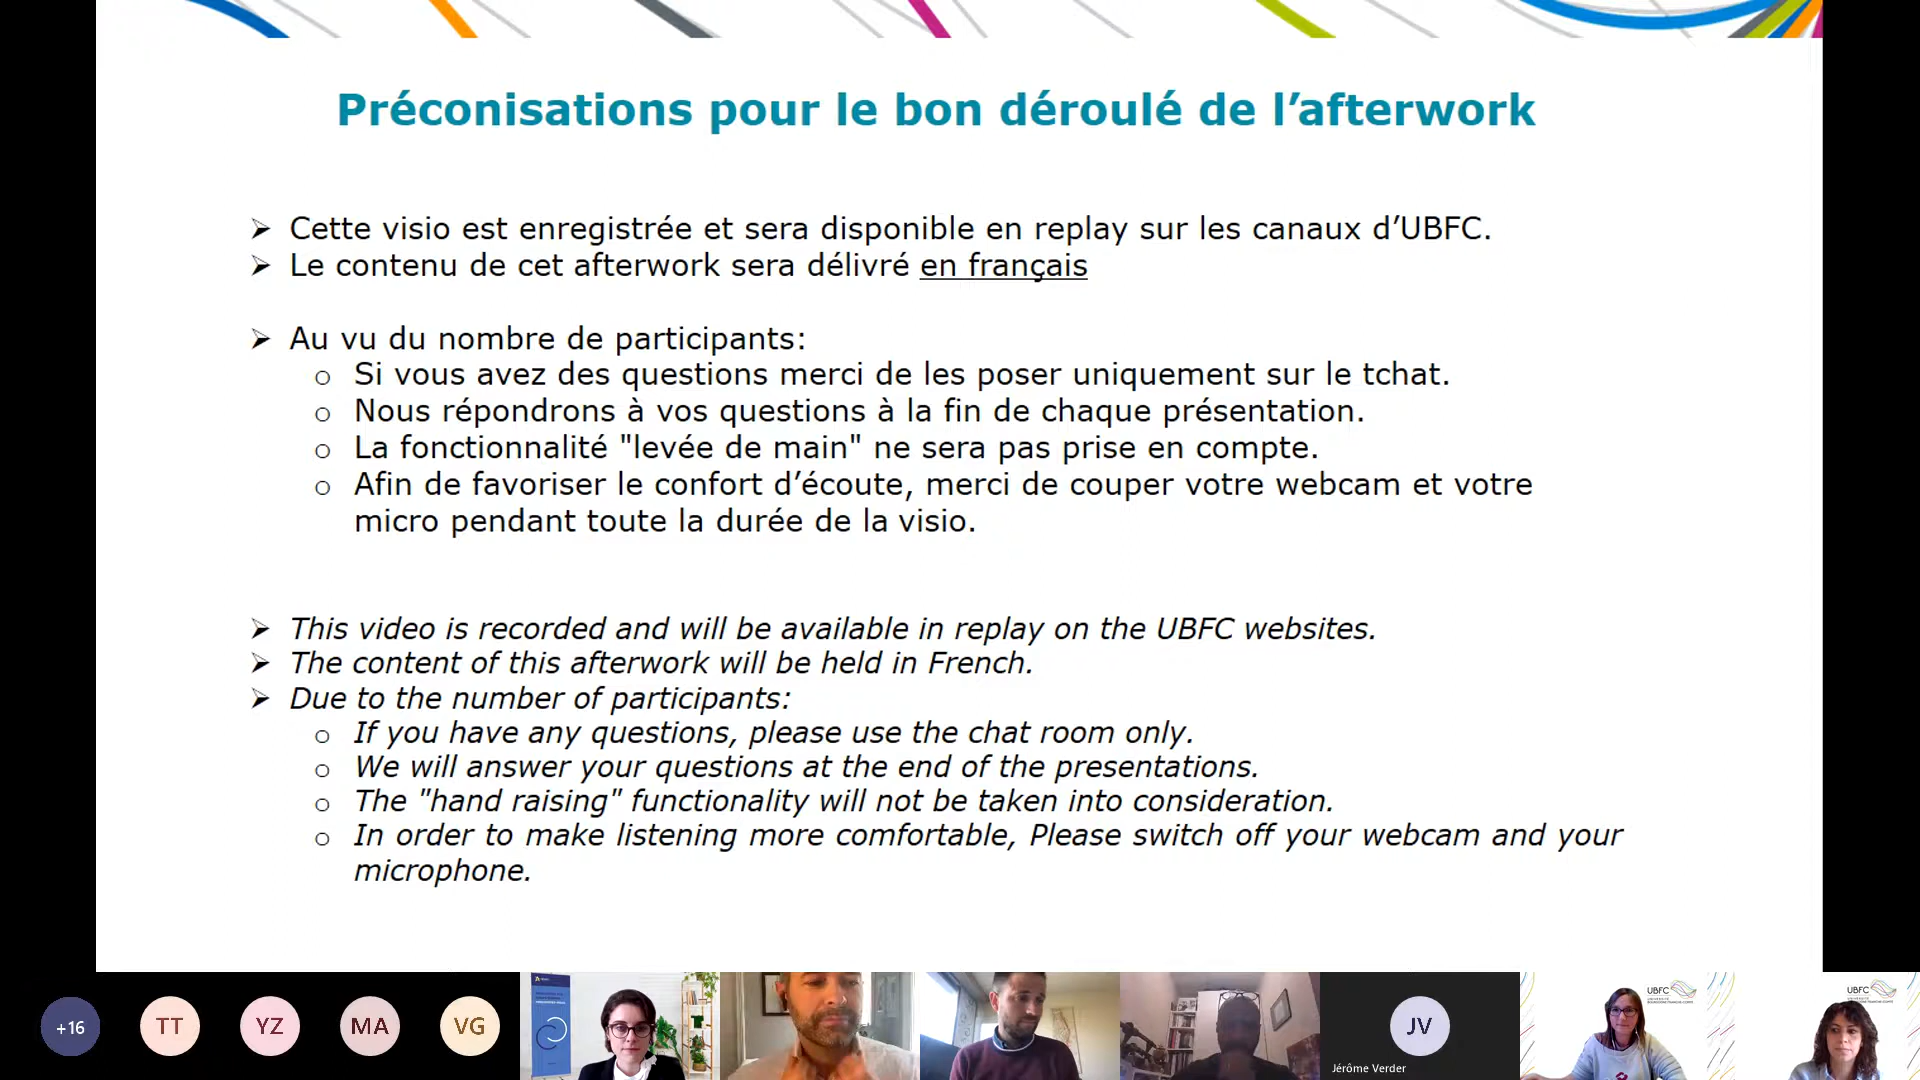 Préconisations pour le bon déroulé de l’afterwork
Cette visio est enregistrée et sera disponible en replay sur les canaux d’UBFC.
Le contenu de cet afterwork sera délivré en français
Au vu du nombre de participants:
Si vous avez des questions merci de les poser uniquement sur le tchat.
Nous répondrons à vos questions à la fin de chaque présentation.
La fonctionnalité "levée de main" ne sera pas prise en compte.
Afin de favoriser le confort d’écoute, merci de couper votre webcam et votre
micro pendant toute la durée de la visio.
This video is recorded and will be available in replay on the UBFC websites.
The content of this afterwork will be held in French.
Due to the number of participants:
If you have any questions, please use the chat room only.
We will answer your questions at the end of the presentations.
The "hand raising" functionality will not be taken into consideration.
In order to make listening more comfortable, Please switch off your webcam and your
microphone.
+16
TT
YZ
MA
VG
JV
Jérôme Verder
UBFC
UBFC